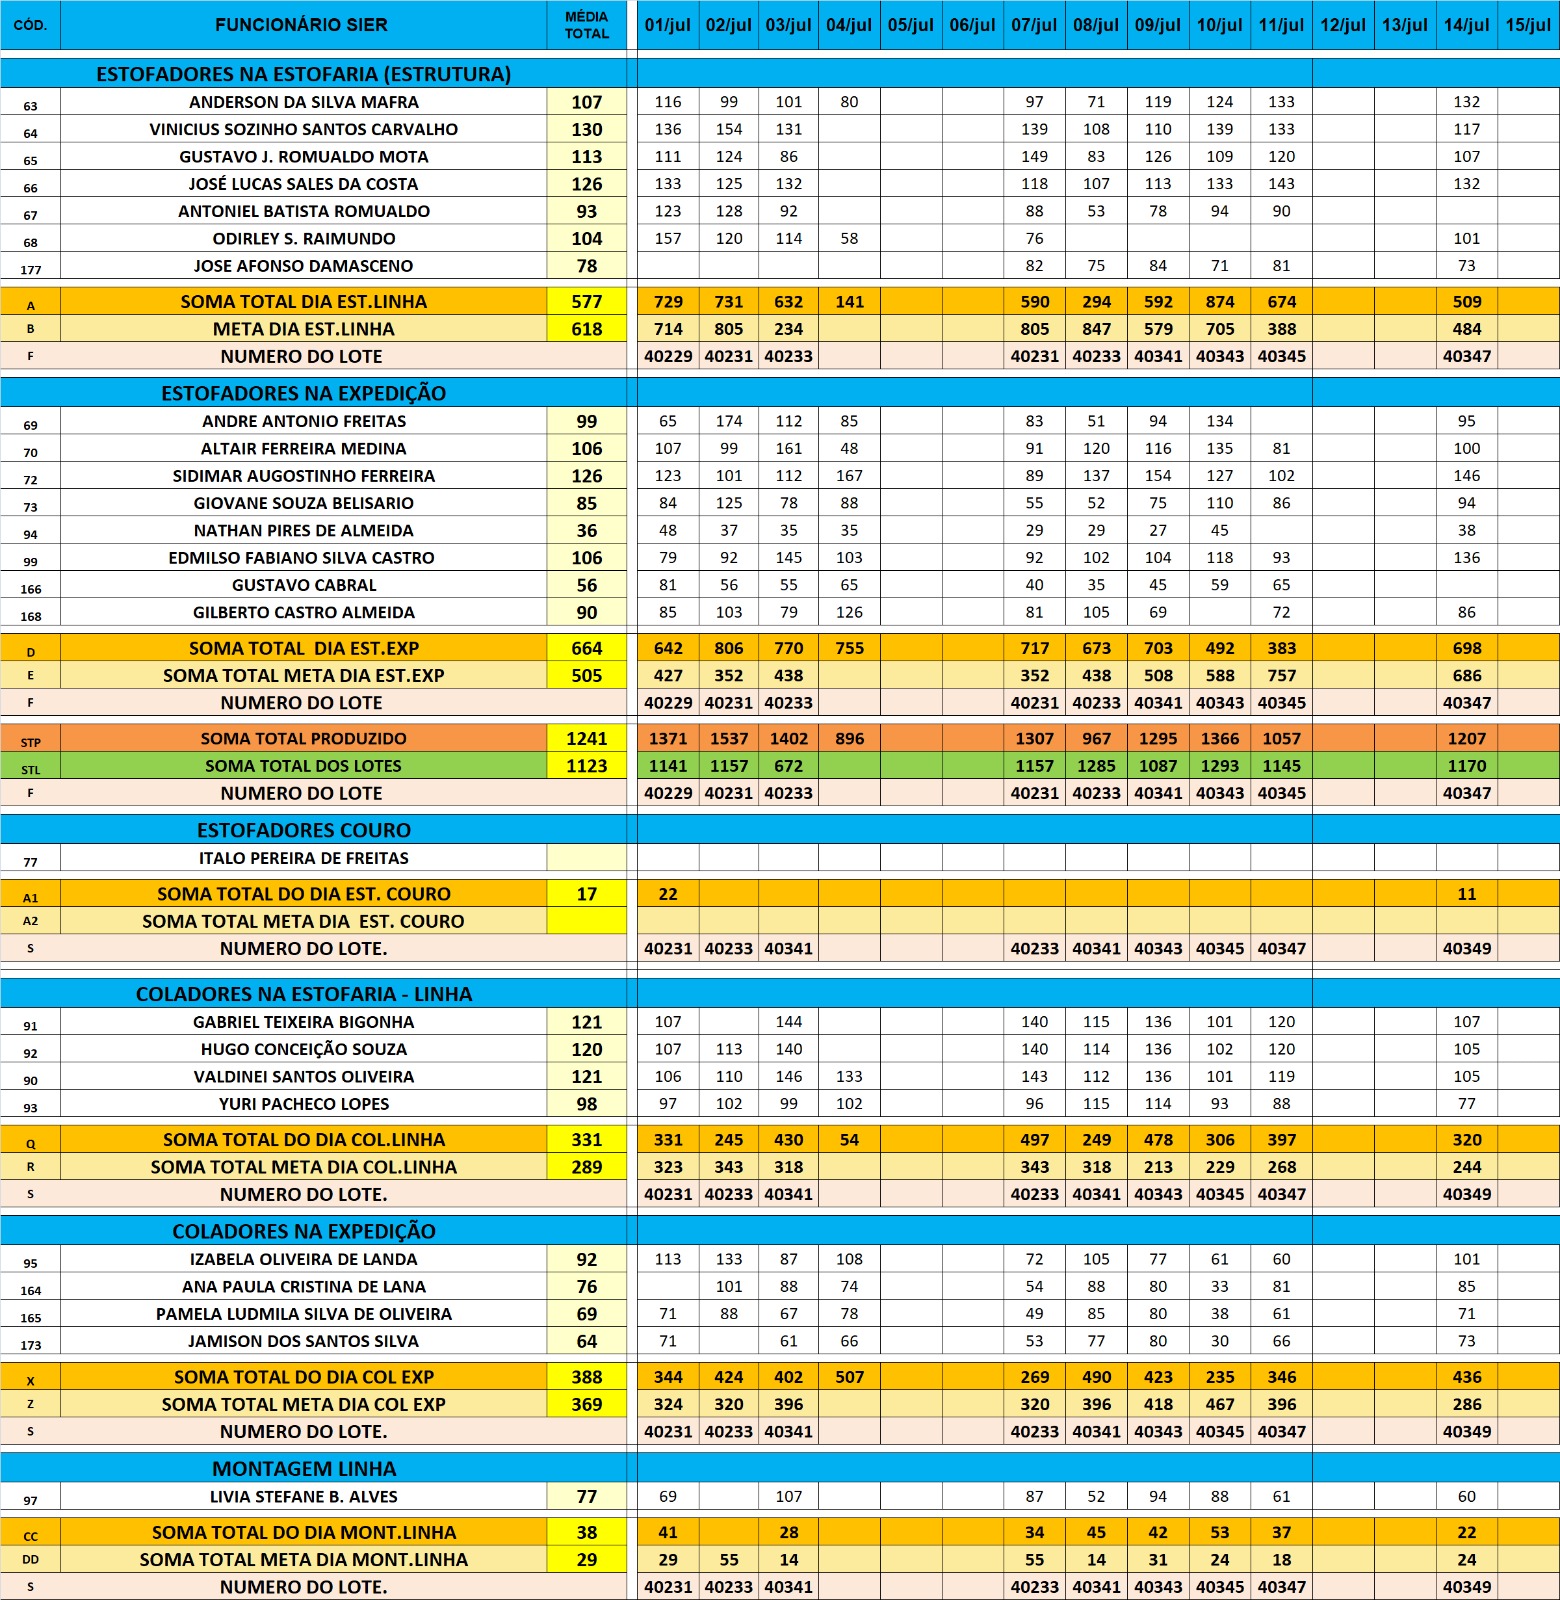 CÓD. FUNCIONÁRIO SIER MÉDIA TOTAL 01/jul 02/jul 03/jul 04/jul 05/jul 06/jul 07/jul 08/jul 09/jul 10/jul 11/jul 12/jul 13/jul 14/jul 15/jul
ESTOFADORES NA ESTOFARIA (ESTRUTURA)
63 ANDERSON DA SILVA MAFRA 107 116 99 101 80 97 71 119 124 133 132
64 VINICIUS SOZINHO SANTOS CARVALHO 130 136 154 131 139 108 110 139 133 117
65 GUSTAVO J. ROMUALDO MOTA 113 111 124 86 149 83 126 109 120 107
66 JOSÉ LUCAS SALES DA COSTA 126 133 125 132 118 107 113 133 143 132
67 ANTONIEL BATISTA ROMUALDO 93 123 128 92 88 53 78 94 90
68 ODIRLEY S. RAIMUNDO 104 157 120 114 58 76 101
177 JOSE AFONSO DAMASCENO 78 82 75 84 71 81 73
A SOMA TOTAL DIA EST.LINHA 577 729 731 632 141 590 294 592 874 674 509
B META DIA EST.LINHA 618 714 805 234 805 847 579 705 388 484
F NUMERO DO LOTE 40229 40231 40233 40231 40233 40341 40343 40345 40347
ESTOFADORES NA EXPEDIÇÃO
69 ANDRE ANTONIO FREITAS 99 65 174 112 85 83 51 94 134 95
70 ALTAIR FERREIRA MEDINA 106 107 99 161 48 91 120 116 135 81 100
72 SIDIMAR AUGOSTINHO FERREIRA 126 123 101 112 167 89 137 154 127 102 146
73 GIOVANE SOUZA BELISARIO 85 84 125 78 88 55 52 75 110 86 94
94 NATHAN PIRES DE ALMEIDA 36 48 37 35 35 29 29 27 45 38
99 EDMILSO FABIANO SILVA CASTRO 106 79 92 145 103 92 102 104 118 93 136
166 GUSTAVO CABRAL 56 81 56 55 65 40 35 45 59 65
168 GILBERTO CASTRO ALMEIDA 90 85 103 79 126 81 105 69 72 86
D SOMA TOTAL DIA EST.EXP 664 642 806 770 755 717 673 703 492 383 698
E SOMA TOTAL META DIA EST.EXP 505 427 352 438 352 438 508 588 757 686
F NUMERO DO LOTE 40229 40231 40233 40231 40233 40341 40343 40345 40347
STP SOMA TOTAL PRODUZIDO 1241 1371 1537 1402 896 1307 967 1295 1366 1057 1207
STL SOMA TOTAL DOS LOTES 1123 1141 1157 672 1157 1285 1087 1293 1145 1170
F NUMERO DO LOTE 40229 40231 40233 40231 40233 40341 40343 40345 40347
ESTOFADORES COURO
77 ITALO PEREIRA DE FREITAS
A1 SOMA TOTAL DO DIA EST. COURO 17 22 11
A2 SOMA TOTAL META DIA EST. COURO
S NUMERO DO LOTE. 40231 40233 40341 40233 40341 40343 40345 40347 40349
COLADORES NA ESTOFARIA - LINHA
91 GABRIEL TEIXEIRA BIGONHA 121 107 144 140 115 136 101 120 107
92 HUGO CONCEIÇÃO SOUZA 120 107 113 140 140 114 136 102 120 105
90 VALDINEI SANTOS OLIVEIRA 121 106 110 146 133 143 112 136 101 119 105
93 YURI PACHECO LOPES 98 97 102 99 102 96 115 114 93 88 77
Q SOMA TOTAL DO DIA COL.LINHA 331 331 245 430 54 497 249 478 306 397 320
R SOMA TOTAL META DIA COL.LINHA 289 323 343 318 343 318 213 229 268 244
S NUMERO DO LOTE. 40231 40233 40341 40233 40341 40343 40345 40347 40349
COLADORES NA EXPEDIÇÃO
95 IZABELA OLIVEIRA DE LANDA 92 113 133 87 108 72 105 77 61 60 101
164 ANA PAULA CRISTINA DE LANA 76 101 88 74 54 88 80 33 81 85
165 PAMELA LUDMILA SILVA DE OLIVEIRA 69 71 88 67 78 49 85 80 38 61 71
173 JAMISON DOS SANTOS SILVA 64 71 61 66 53 77 80 30 66 73
X SOMA TOTAL DO DIA COL EXP 388 344 424 402 507 269 490 423 235 346 436
Z SOMA TOTAL META DIA COL EXP 369 324 320 396 320 396 418 467 396 286
S NUMERO DO LOTE. 40231 40233 40341 40233 40341 40343 40345 40347 40349
MONTAGEM LINHA
97 LIVIA STEFANE B. ALVES 77 69 107 87 52 94 88 61 60
CC SOMA TOTAL DO DIA MONT.LINHA 38 41 28 34 45 42 53 37 22
DD SOMA TOTAL META DIA MONT.LINHA 29 29 55 14 55 14 31 24 18 24
S NUMERO DO LOTE. 40231 40233 40341 40233 40341 40343 40345 40347 40349